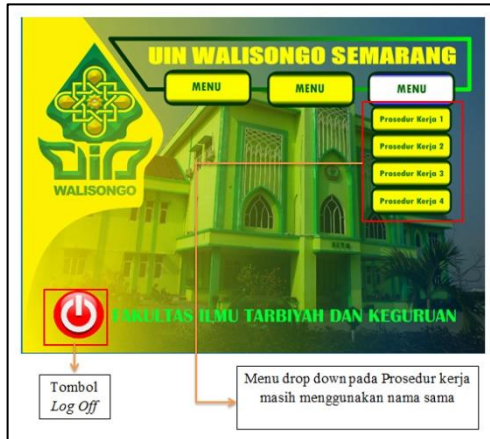 UIN WALISONGO SEMARANG
MENU
MENU
MENU
Prosedur Kerja 1
Prosedur Kerja 2
Prosedur Kerja 3
Prosedur Kerja 4
WALISONGO
FAKULTAS ILMU TARBIYAH DAN KEGURUAN
Tombol
Log Off
Menu drop down pada Prosedur kerja
masih menggunakan nama sama